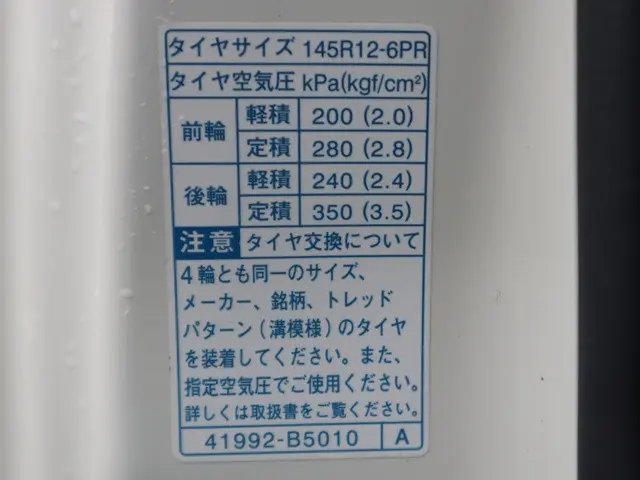 タイヤサイズ 145R12-6PR
タイヤ空気圧 kPa(kgf/cm²)
前輪 軽積 200 (2.0)
定積 280 (2.8)
後輪 軽積 240 (2.4)
定積 350 (3.5)
注意 タイヤ交換について
4輪とも同一のサイズ、
メーカー、銘柄、トレッド
パターン(溝模様)のタイヤ
を装着してください。また、
指定空気圧でご使用ください。
詳しくは取扱書をご覧ください。
41992-B5010 A